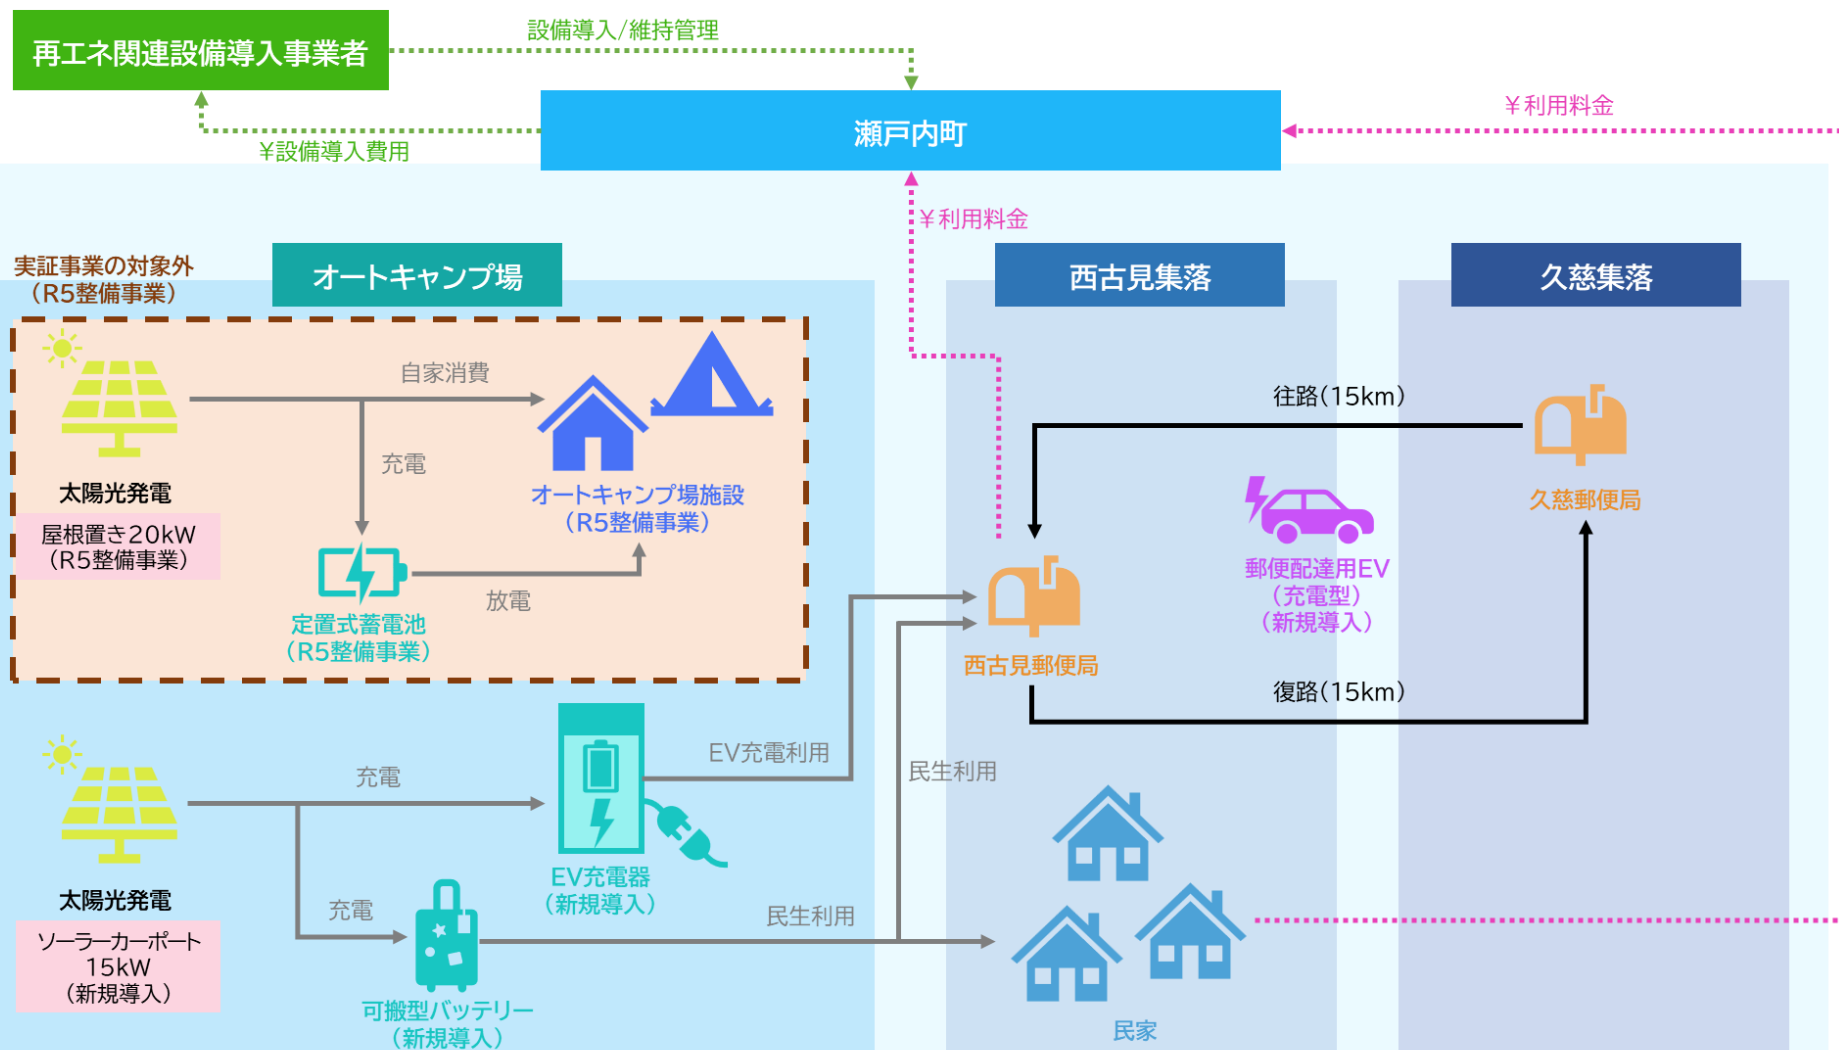 再エネ関連設備導入事業者
設備導入/維持管理
瀬戸内町
¥設備導入費用
¥利用料金
¥利用料金
実証事業の対象外
（R5整備事業）
オートキャンプ場
西古見集落
久慈集落
自家消費
充電
太陽光発電
屋根置き20kW
（R5整備事業）
オートキャンプ場施設
（R5整備事業）
放電
定置式蓄電池
（R5整備事業）
往路(15km)
久慈郵便局
郵便配達用EV
（充電型）
（新規導入）
西古見郵便局
復路(15km)
充電
EV充電利用
民生利用
太陽光発電
ソーラーカーポート
15kW
（新規導入）
充電
EV充電器
（新規導入）
民生利用
可搬型バッテリー
（新規導入）
民家